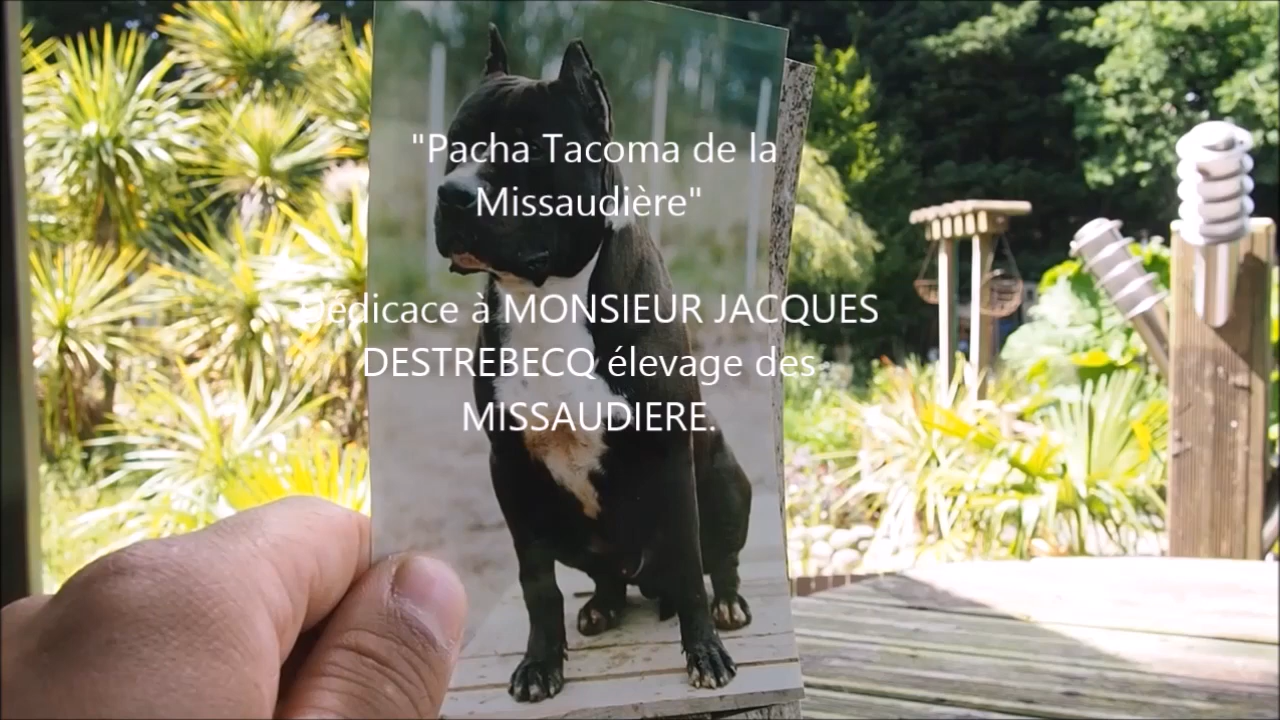 "Pacha Tacoma de la
Missaudière"
Dédicace à MONSIEUR JACQUES
DESTREBECQ élevage des
MISSAUDIERE.